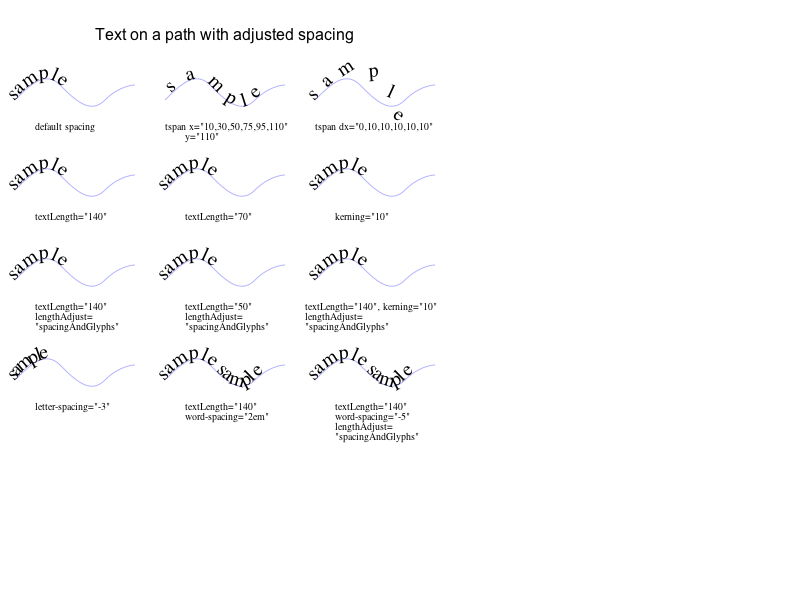 Text on a path with adjusted spacing
sample
sample
sample
default spacing
tspan x="10,30,50,75,95,110"
y="110"
tspan dx="0,10,10,10,10,10"
sample
sample
sample
textLength="140"
textLength="70"
kerning="10"
sample
sample
sample
textLength="140"
lengthAdjust=
"spacingAndGlyphs"
textLength="50"
lengthAdjust=
"spacingAndGlyphs"
textLength="140", kerning="10"
lengthAdjust=
"spacingAndGlyphs"
sample
sample sample
sample sample
letter-spacing="-3"
textLength="140"
word-spacing="2em"
textLength="140"
word-spacing="-5"
lengthAdjust=
"spacingAndGlyphs"